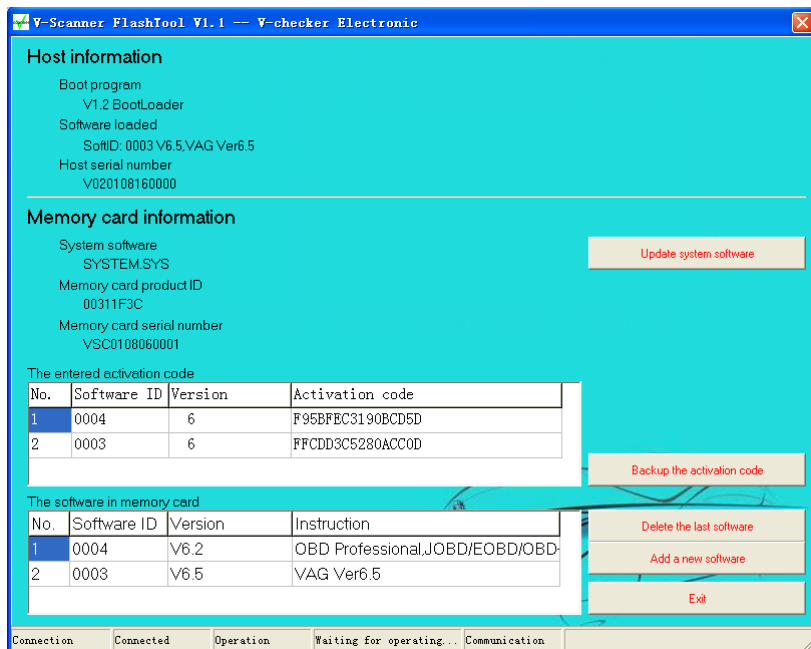 V-Scanner FlashTool V1.1 -- V-checker Electronic
Host information
Boot program
V1.2 BootLoader
Software loaded
SoftID: 0003 V6.5,VAG Ver6.5
Host serial number
V020108160000
Memory card information
System software
SYSTEM.SYS
Update system software
Memory card product ID
00311F3C
Memory card serial number
VSC0108060001
The entered activation code
No. Software ID Version Activation code
1 0004 6 F95BFEC3190BCD5D
2 0003 6 FFCDD3C5280ACC0D
Backup the activation code
The software in memory card
No. Software ID Version Instruction
1 0004 V6.2 OBD Professional,JOBD/EOBD/OBD-
2 0003 V6.5 VAG Ver6.5
Delete the last software
Add a new software
Exit
Connection Connected Operation Waiting for operating... Communication